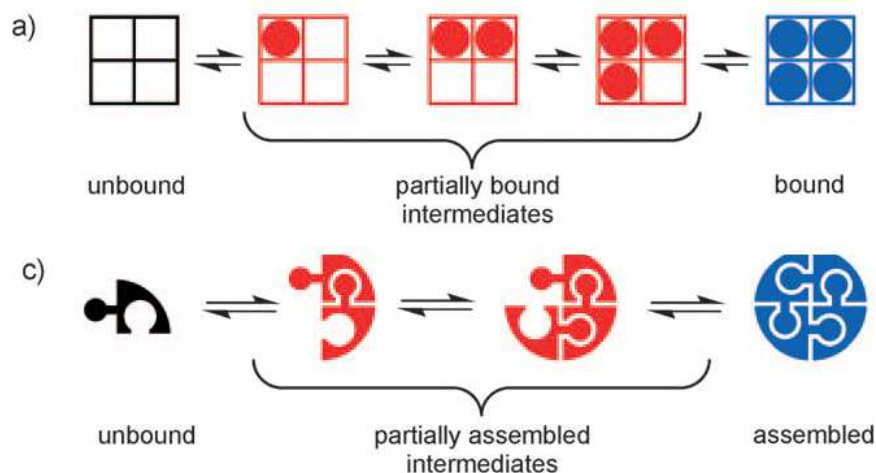 a)
unbound
partially bound
intermediates
bound
c)
unbound
partially assembled
intermediates
assembled